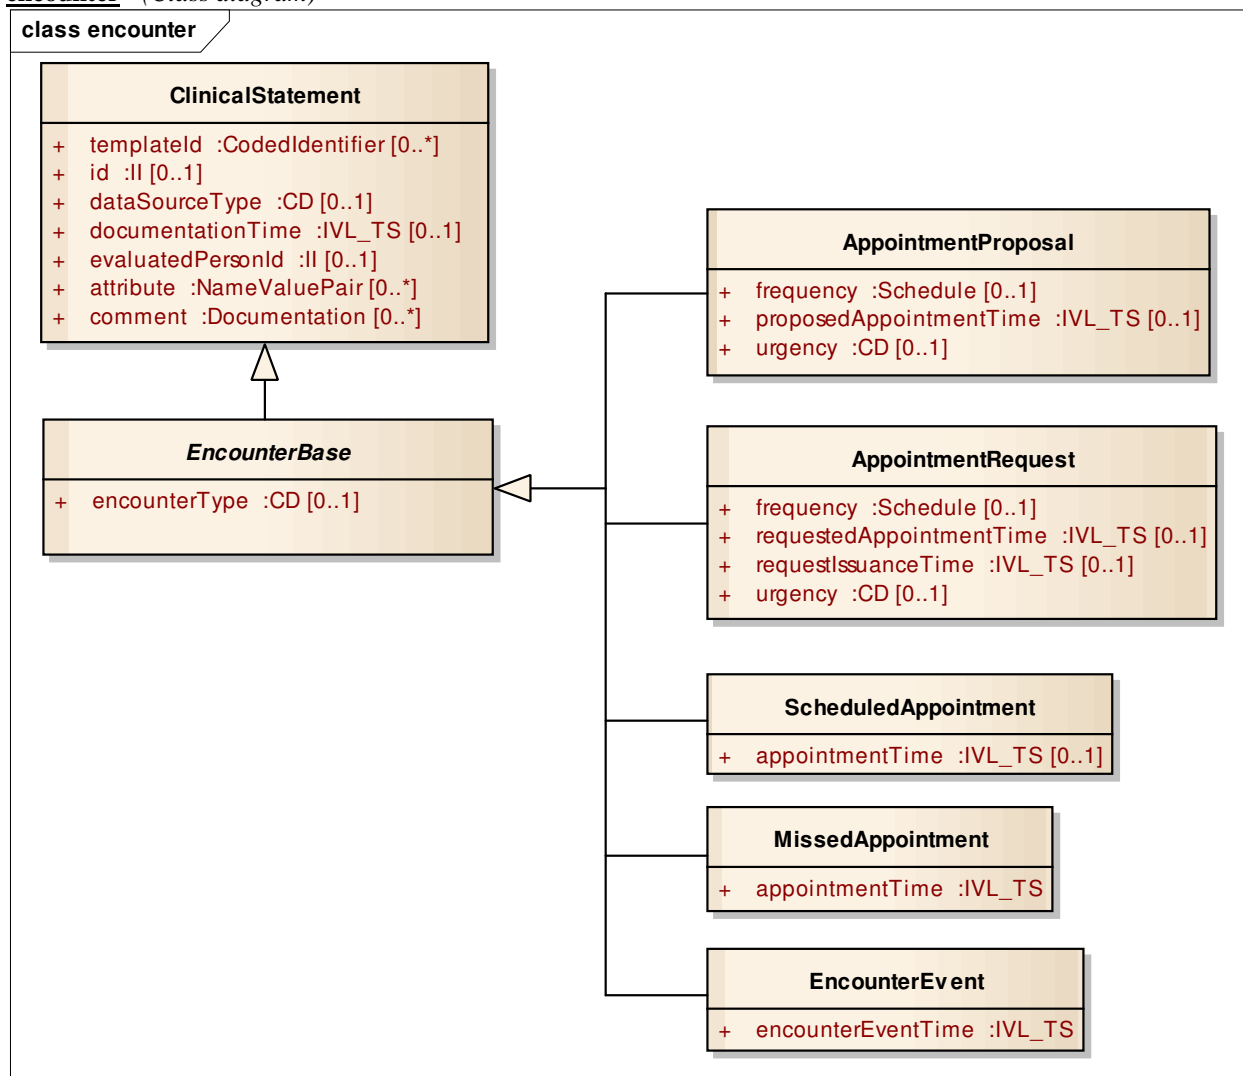 encounter (Class diagram)
class encounter
ClinicalStatement
+ templateId :CodedIdentifier [0..*]
+ id :II [0..1]
+ dataSourceType :CD [0..1]
+ documentationTime :IVL_TS [0..1]
+ evaluatedPersonId :II [0..1]
+ attribute :NameValuePair [0..*]
+ comment :Documentation [0..*]
EncounterBase
+ encounterType :CD [0..1]
AppointmentProposal
+ frequency :Schedule [0..1]
+ proposedAppointmentTime :IVL_TS [0..1]
+ urgency :CD [0..1]
AppointmentRequest
+ frequency :Schedule [0..1]
+ requestedAppointmentTime :IVL_TS [0..1]
+ requestIssuanceTime :IVL_TS [0..1]
+ urgency :CD [0..1]
ScheduledAppointment
+ appointmentTime :IVL_TS [0..1]
MissedAppointment
+ appointmentTime :IVL_TS
EncounterEvent
+ encounterEventTime :IVL_TS